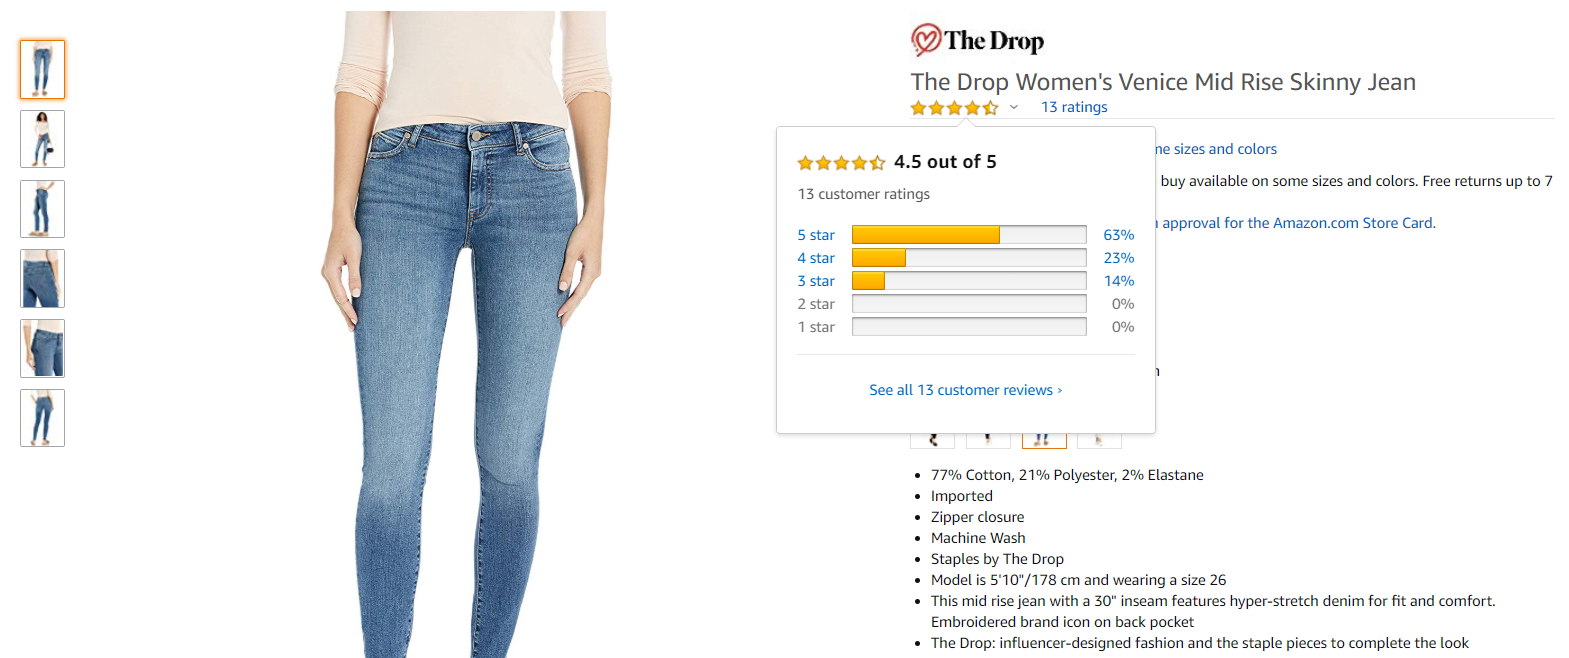 The Drop
The Drop Women's Venice Mid Rise Skinny Jean
13 ratings
4.5 out of 5
13 customer ratings
5 star 63%
4 star 23%
3 star 14%
2 star 0%
1 star 0%
See all 13 customer reviews ›
sizes and colors
buy available on some sizes and colors. Free returns up to 7
approval for the Amazon.com Store Card.
77% Cotton, 21% Polyester, 2% Elastane
Imported
Zipper closure
Machine Wash
Staples by The Drop
Model is 5'10"/178 cm and wearing a size 26
This mid rise jean with a 30" inseam features hyper-stretch denim for fit and comfort.
Embroidered brand icon on back pocket
The Drop: influencer-designed fashion and the staple pieces to complete the look